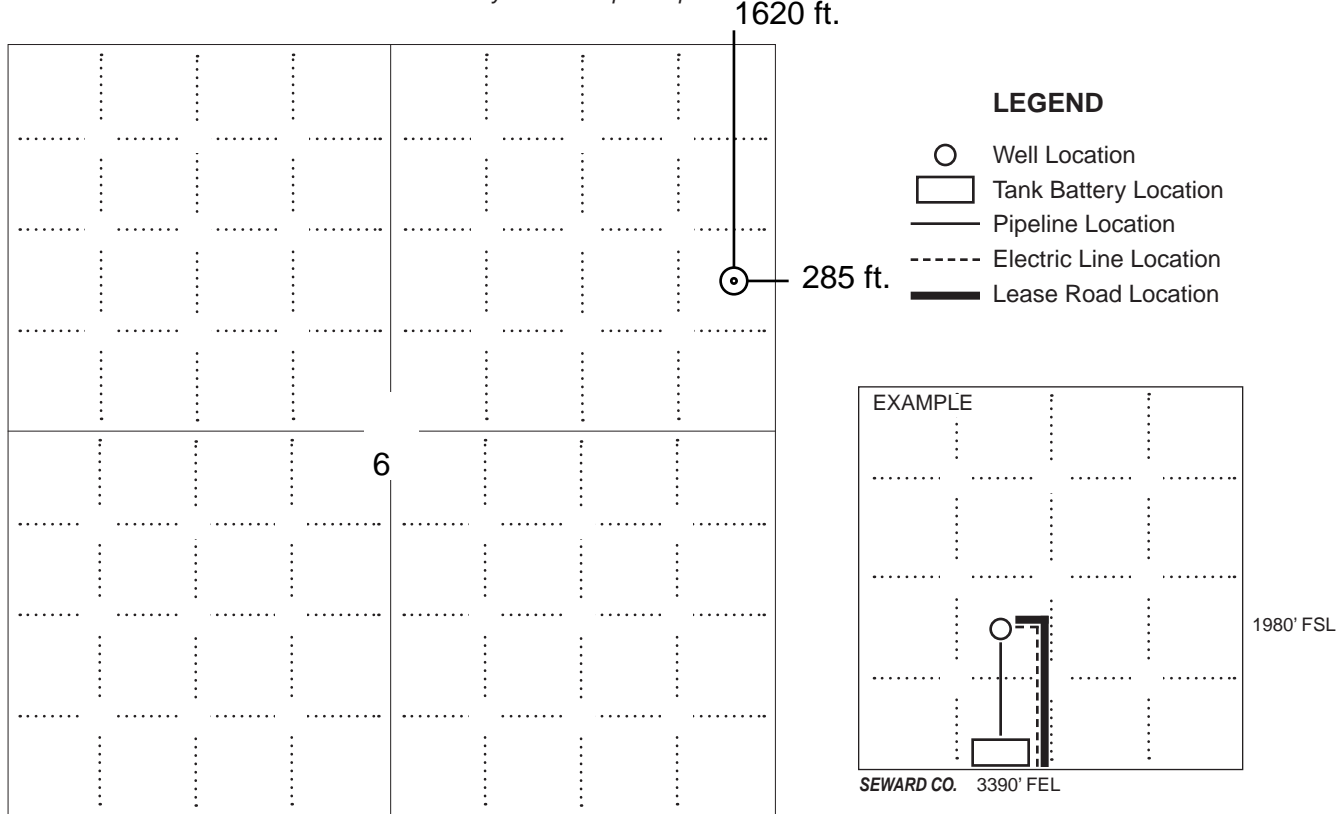 1620 ft.
LEGEND
Well Location
Tank Battery Location
Pipeline Location
Electric Line Location
Lease Road Location
285 ft.
6
EXAMPLE
1980' FSL
SEWARD CO. 3390' FEL